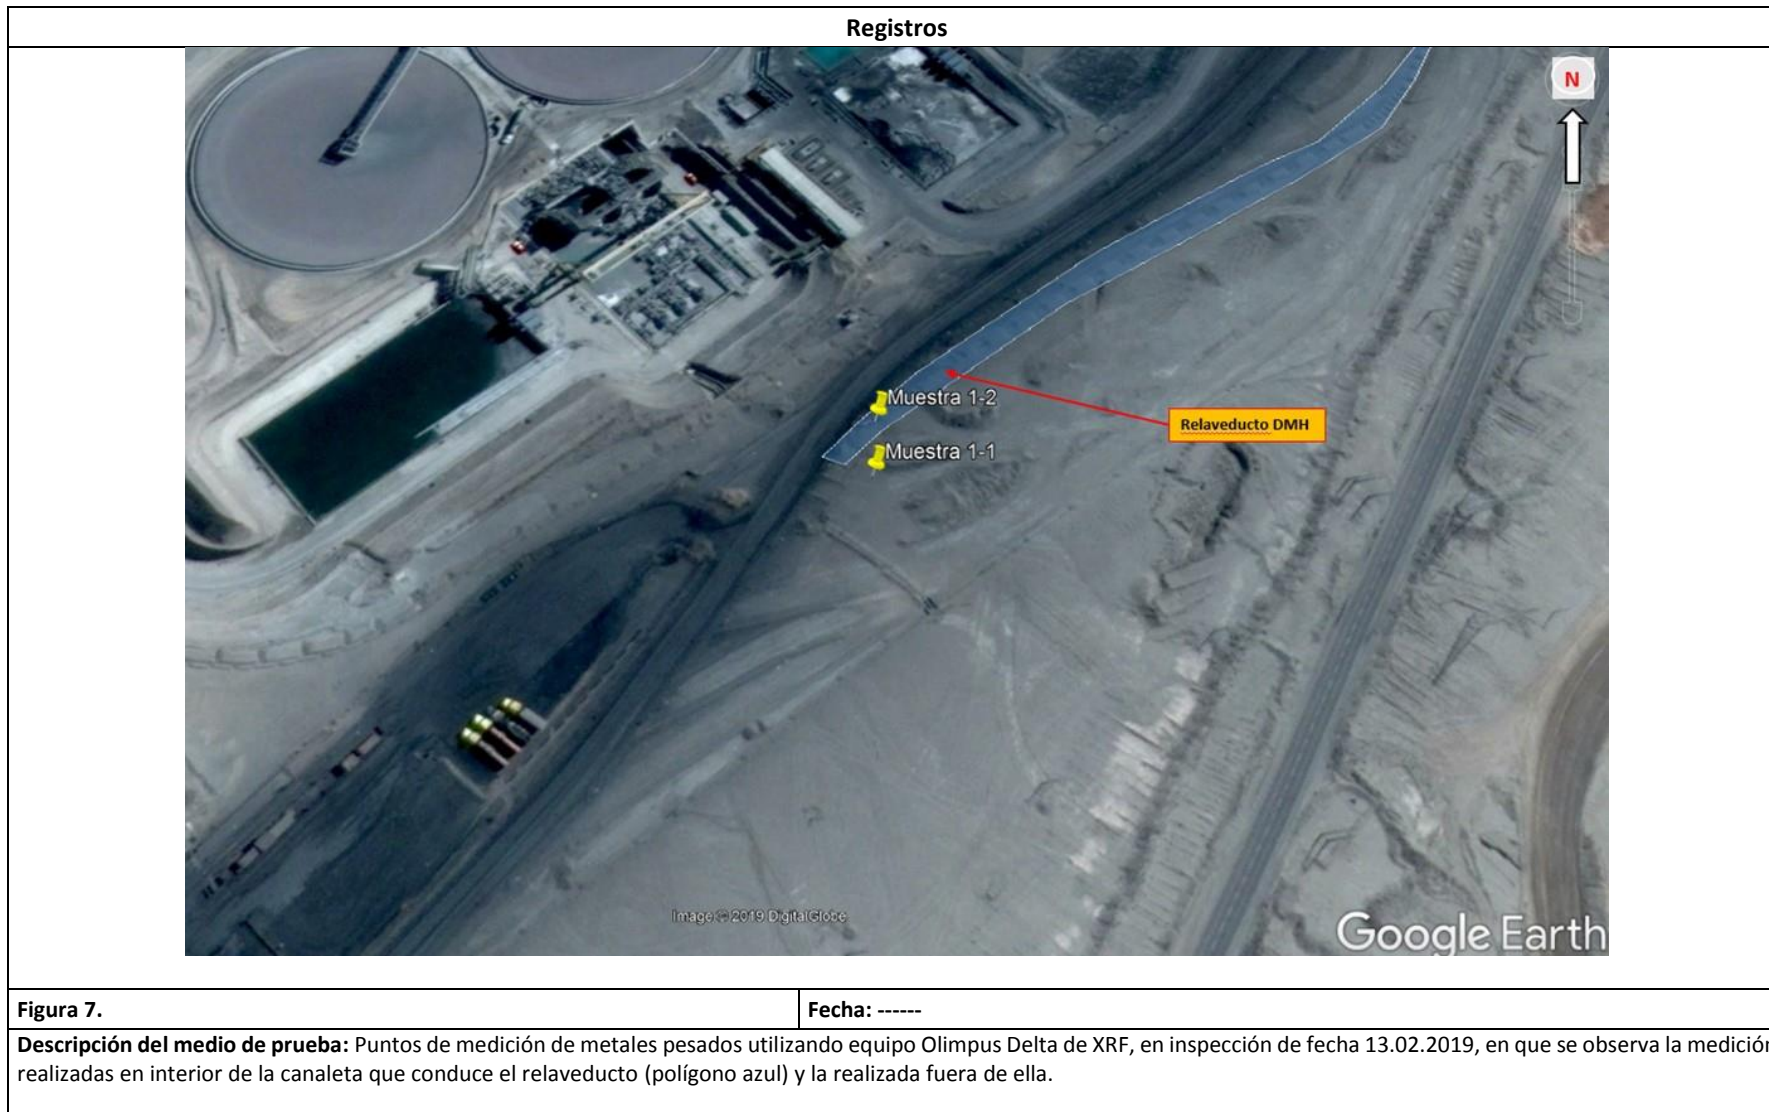 Registros
N
Muestra 1-2
Relaveducto DMH
Muestra 1-1
Image © 2019 DigitalGlobe
Google Earth
Figura 7.
Fecha: ------
Descripción del medio de prueba: Puntos de medición de metales pesados utilizando equipo Olimpus Delta de XRF, en inspección de fecha 13.02.2019, en que se observa la medición
realizadas en interior de la canaleta que conduce el relaveducto (polígono azul) y la realizada fuera de ella.